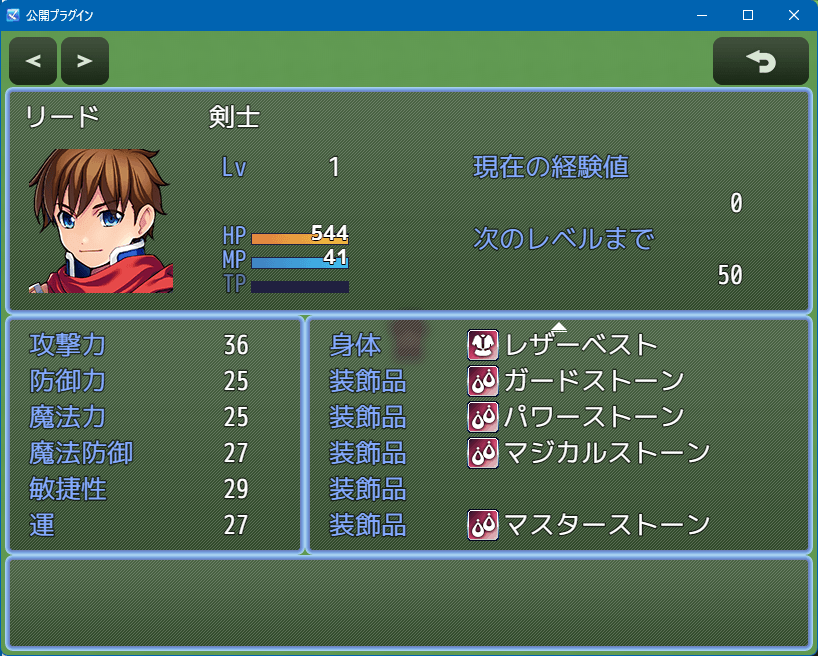 公開プラグイン
< >
リード 剣士
Lv 1 現在の経験値
0
HP 544 次のレベルまで
MP 41
TP 50
攻撃力 36 身体 レザーベスト
防御力 25 装飾品 ガードストーン
魔法力 25 装飾品 パワーストーン
魔法防御 27 装飾品 マジカルストーン
敏捷性 29 装飾品
運 27 装飾品 マスターストーン